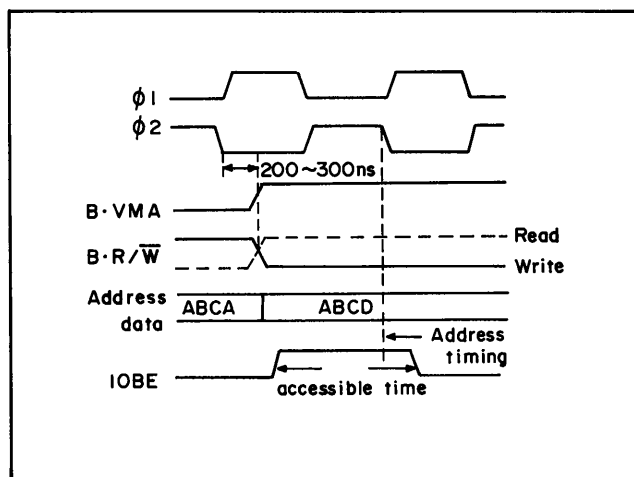 ϕ1
ϕ2
200~300ns
B·VMA
B·R/W̅
Read
Write
Address data
ABCA
ABCD
Address timing
IOBE
accessible time